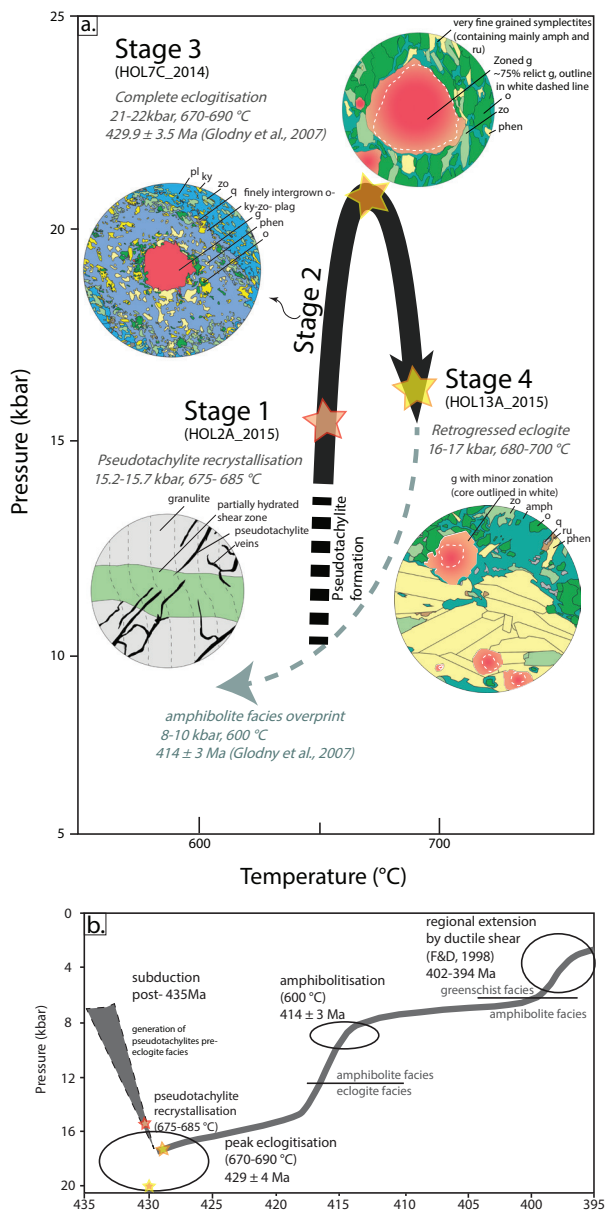 a.
25
20
15
10
5
Pressure (kbar)
600
700
Temperature (°C)
Stage 3
(HOL7C_2014)
Complete eclogitisation
21-22kbar, 670-690 °C
429.9 ± 3.5 Ma (Glodny et al., 2007)
very fine grained symplectites
(containing mainly amph and
ru)
Zoned g
~75% relict g, outline
in white dashed line
o
zo
phen
pl
ky
zo
q
finely intergrown o-
ky-zo- plag
g
phen
o
Stage 2
Stage 1
(HOL2A_2015)
Pseudotachylite recrystallisation
15.2-15.7 kbar, 675- 685 °C
granulite
partially hydrated
shear zone
pseudotachylite
veins
Pseudotachylite
formation
Stage 4
(HOL13A_2015)
Retrogressed eclogite
16-17 kbar, 680-700 °C
g with minor zonation
(core outlined in white)
zo
amph
o
q
ru
phen
amphibolite facies overprint
8-10 kbar, 600 °C
414 ± 3 Ma (Glodny et al., 2007)
b.
0
4
8
12
16
20
Pressure (kbar)
435
430
425
420
415
410
405
400
395
subduction
post- 435Ma
generation of
pseudotachylites pre-
eclogite facies
pseudotachylite
recrystallisation
(675-685 °C)
peak eclogitisation
(670-690 °C)
429 ± 4 Ma
amphibolitisation
(600 °C)
414 ± 3 Ma
amphibolite facies
eclogite facies
regional extension
by ductile shear
(F&D, 1998)
402-394 Ma
greenschist facies
amphibolite facies